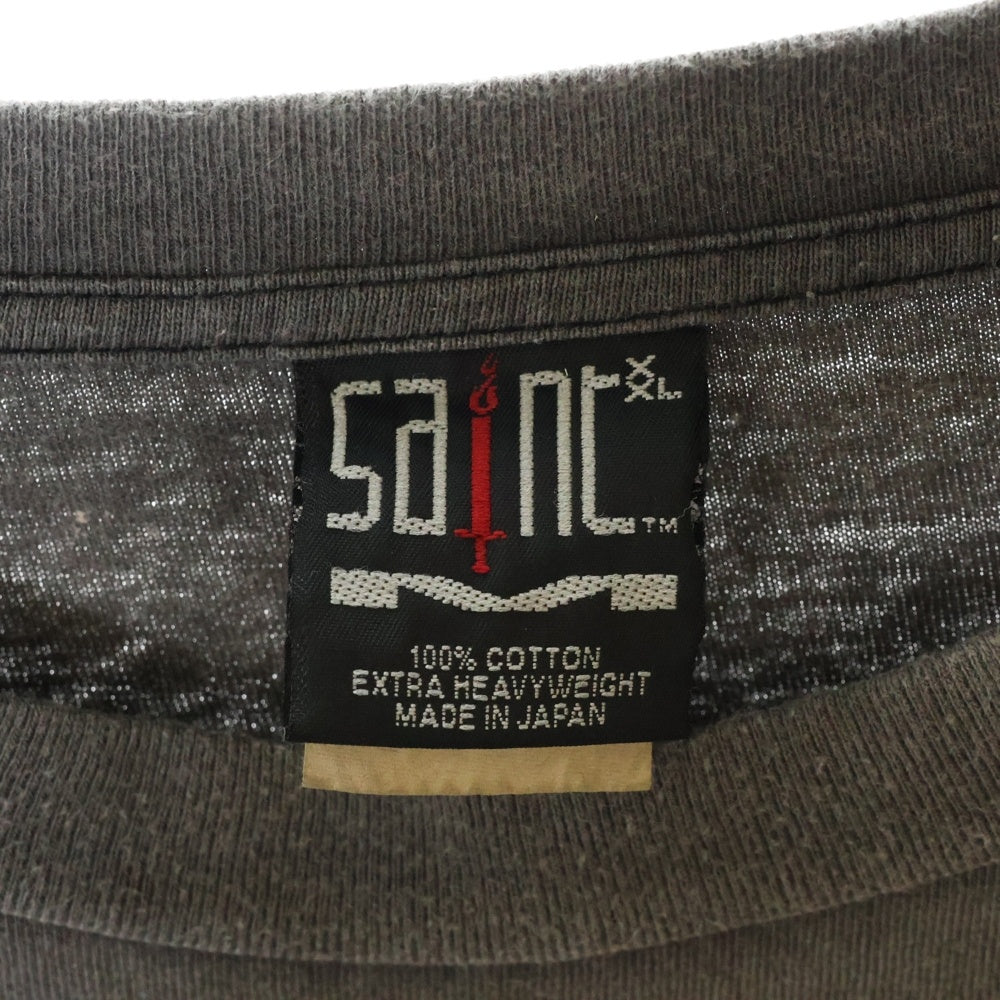 saint XXL
TM
100% COTTON
EXTRA HEAVYWEIGHT
MADE IN JAPAN